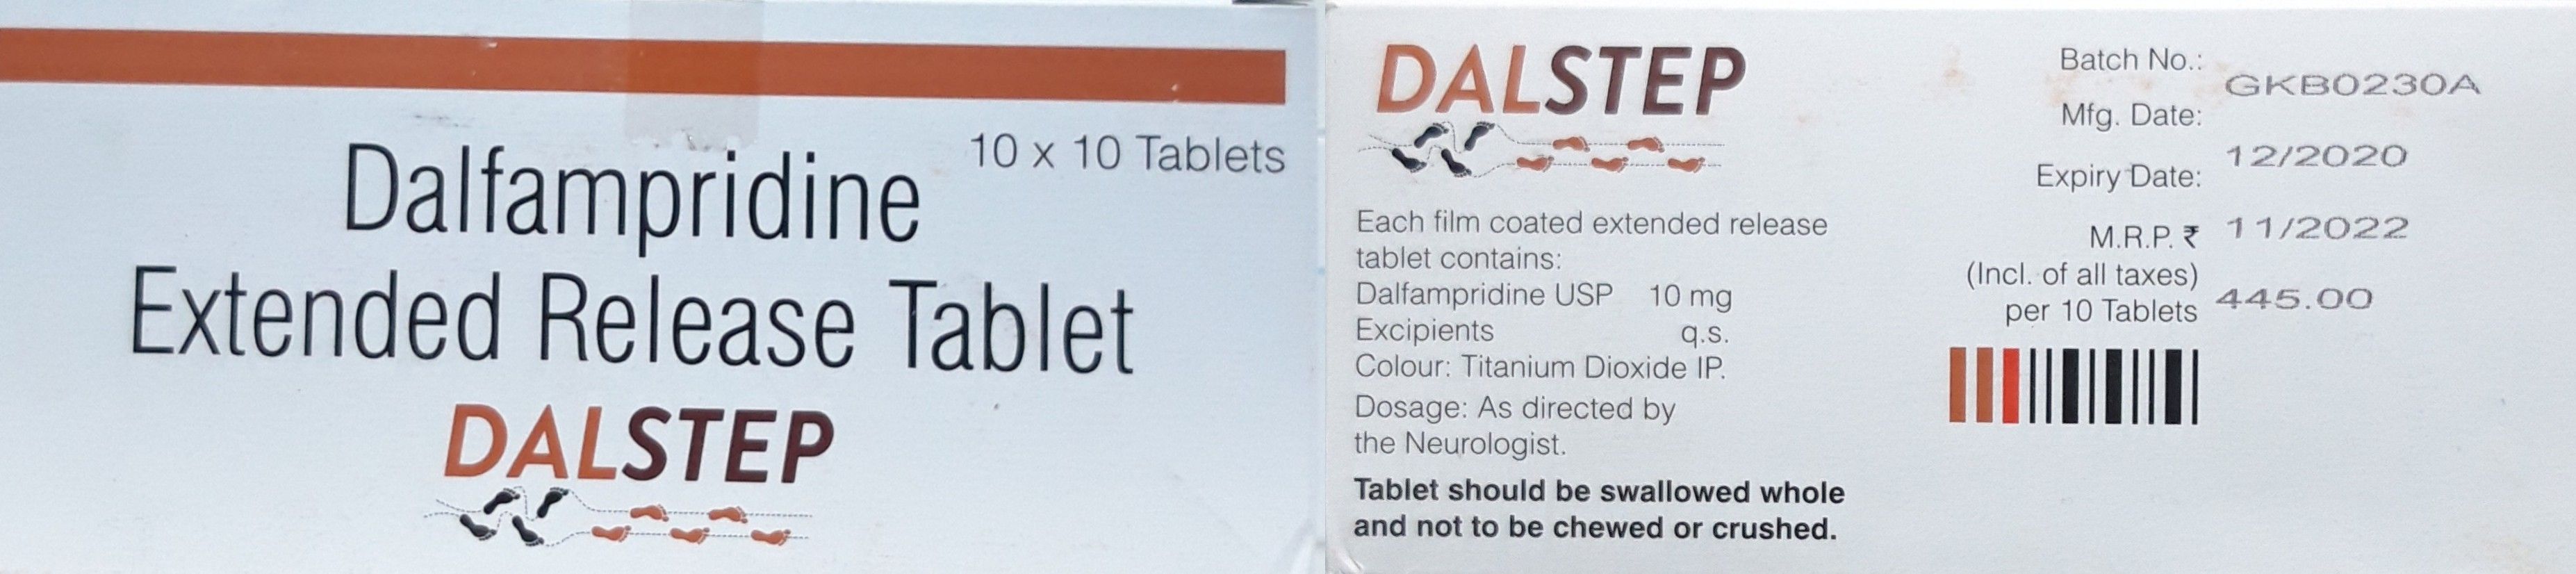 10 x 10 Tablets
Dalfampridine
Extended Release Tablet
DALSTEP
DALSTEP
Each film coated extended release
tablet contains:
Dalfampridine USP 10 mg
Excipients q.s.
Colour: Titanium Dioxide IP.
Dosage: As directed by
the Neurologist.
Tablet should be swallowed whole
and not to be chewed or crushed.
Batch No.: GKB0230A
Mfg. Date: 12/2020
Expiry Date: 11/2022
M.R.P. ₹
(Incl. of all taxes)
per 10 Tablets 445.00